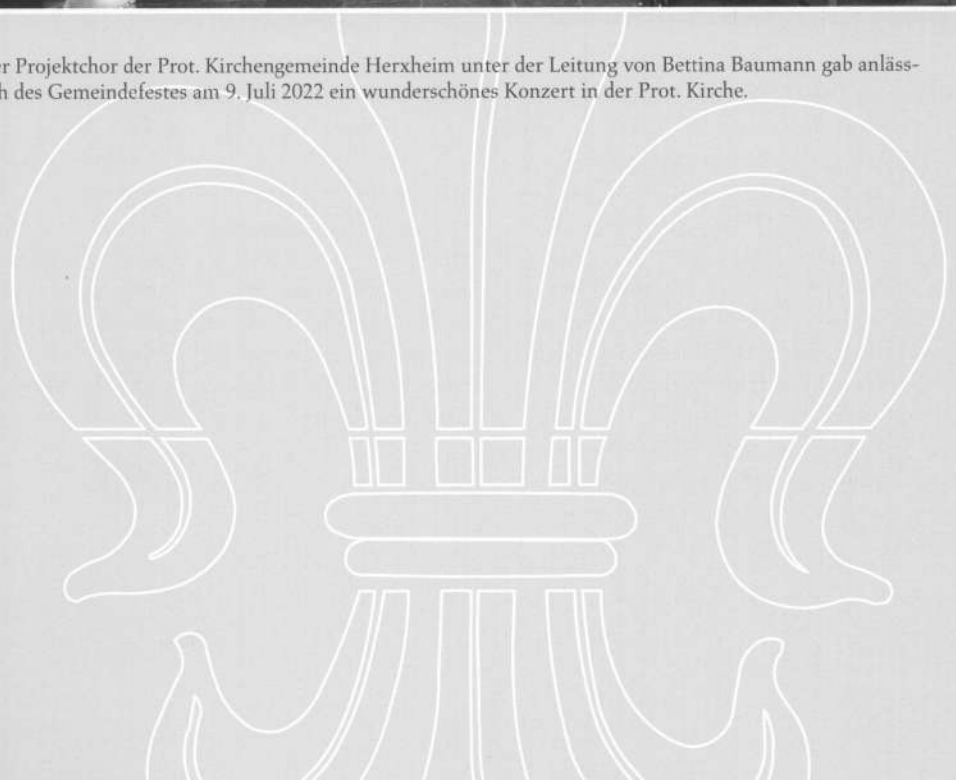 er Projektchor der Prot. Kirchengemeinde Herxheim unter der Leitung von Bettina Baumann gab anläss-
h des Gemeindefestes am 9. Juli 2022 ein wunderschönes Konzert in der Prot. Kirche.